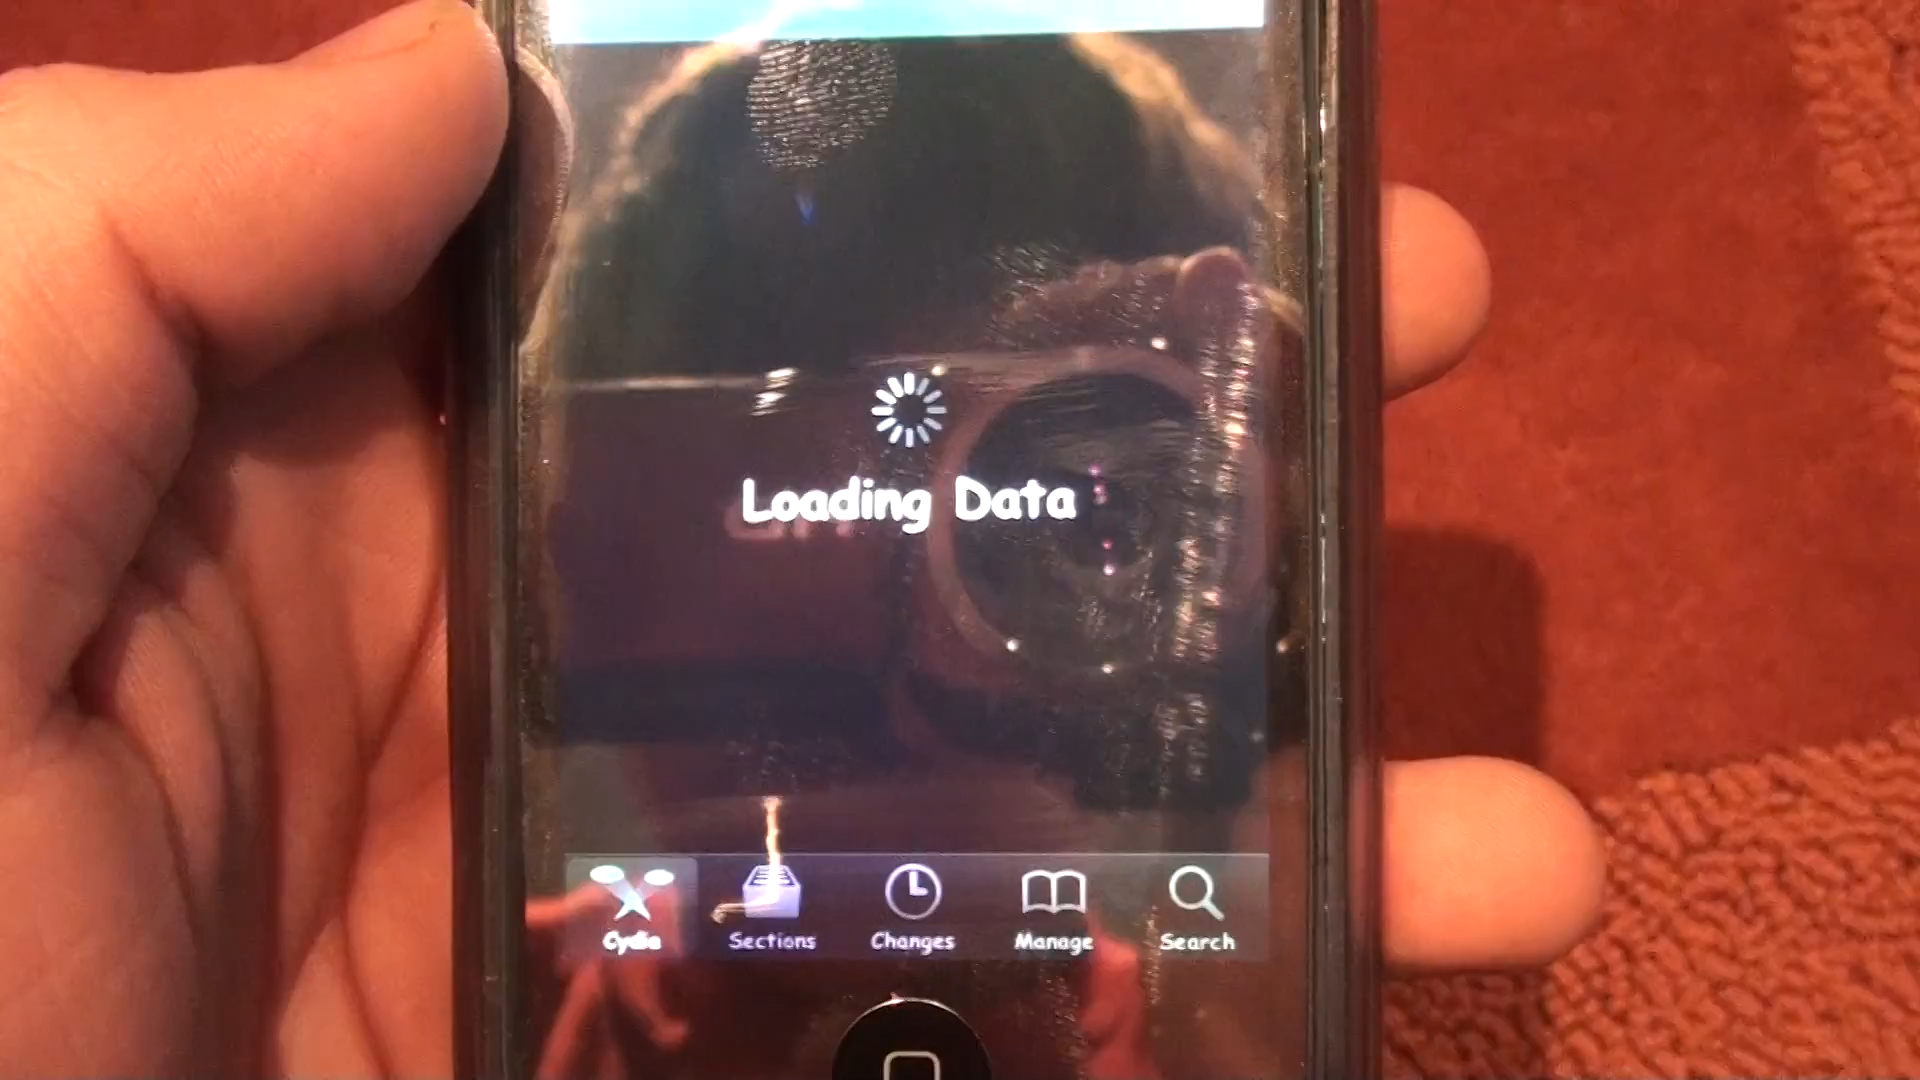 Loading Data
Cydia
Sections
Changes
Manage
Search